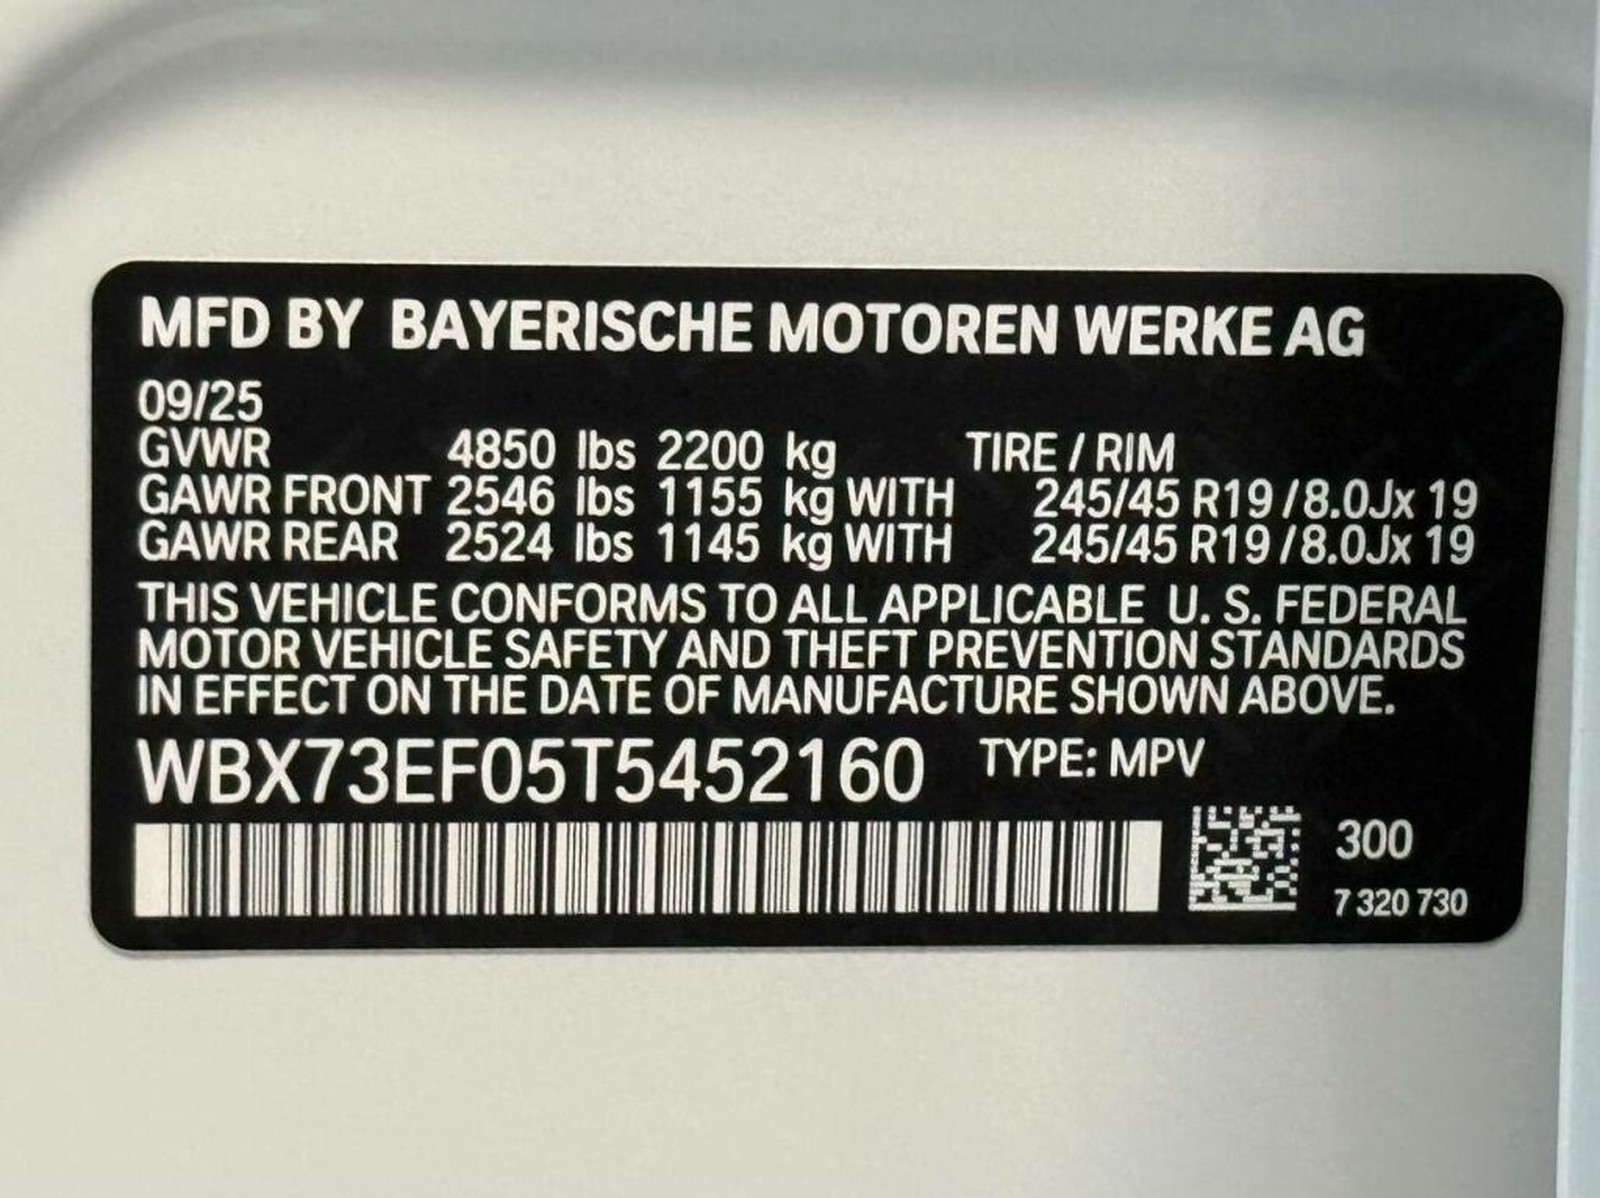 MFD BY BAYERISCHE MOTOREN WERKE AG
09/25
GVWR 4850 lbs 2200 kg TIRE / RIM
GAWR FRONT 2546 lbs 1155 kg WITH 245/45 R19 / 8.0Jx 19
GAWR REAR 2524 lbs 1145 kg WITH 245/45 R19 / 8.0Jx 19
THIS VEHICLE CONFORMS TO ALL APPLICABLE U. S. FEDERAL
MOTOR VEHICLE SAFETY AND THEFT PREVENTION STANDARDS
IN EFFECT ON THE DATE OF MANUFACTURE SHOWN ABOVE.
WBX73EF05T5452160 TYPE: MPV
300
7 320 730